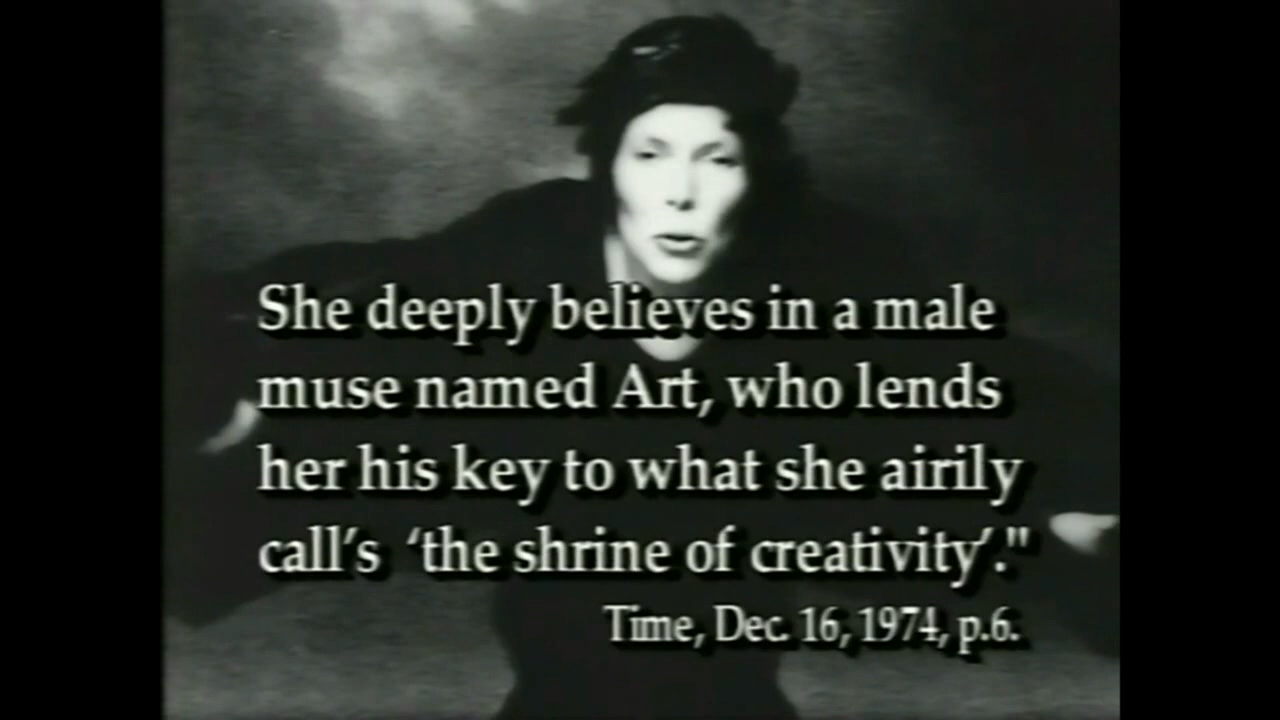 She deeply believes in a male
muse named Art, who lends
her his key to what she airily
call's 'the shrine of creativity'."
Time, Dec. 16, 1974, p.6.